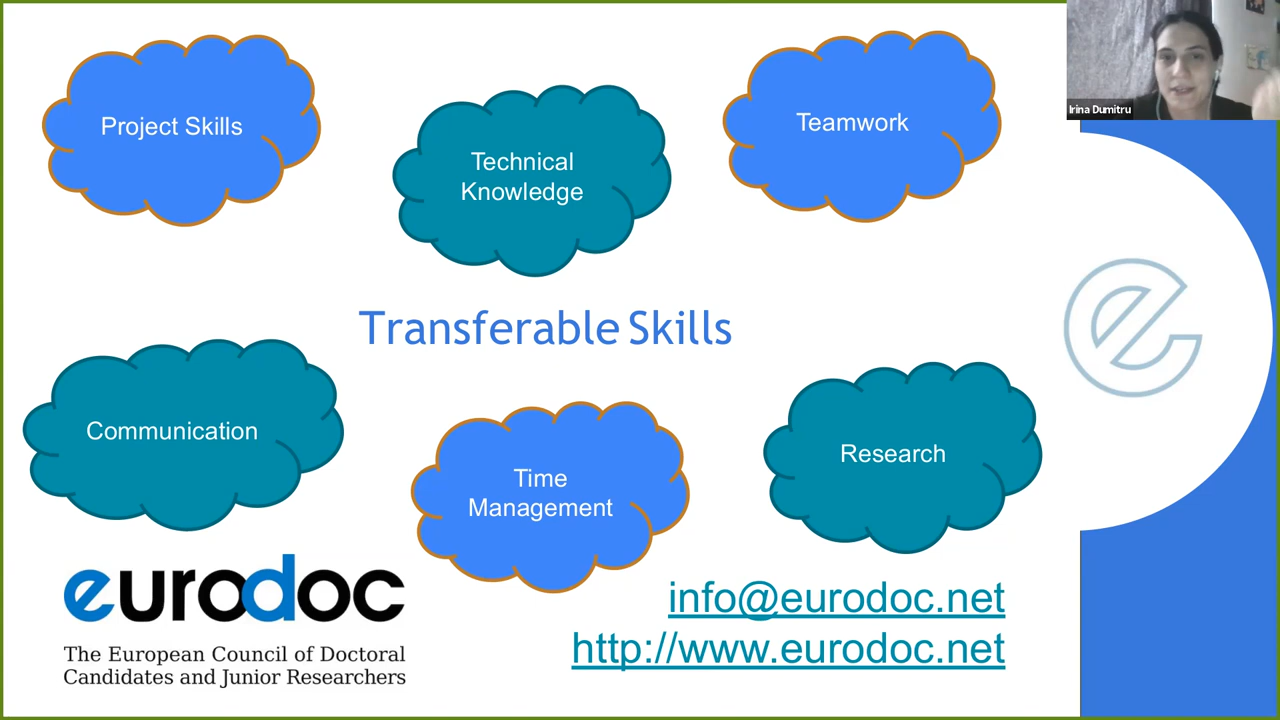 Irina Dumitru
Project Skills
Technical
Knowledge
Teamwork
Transferable Skills
Communication
Time
Management
Research
eurodoc
The European Council of Doctoral
Candidates and Junior Researchers
info@eurodoc.net
http://www.eurodoc.net